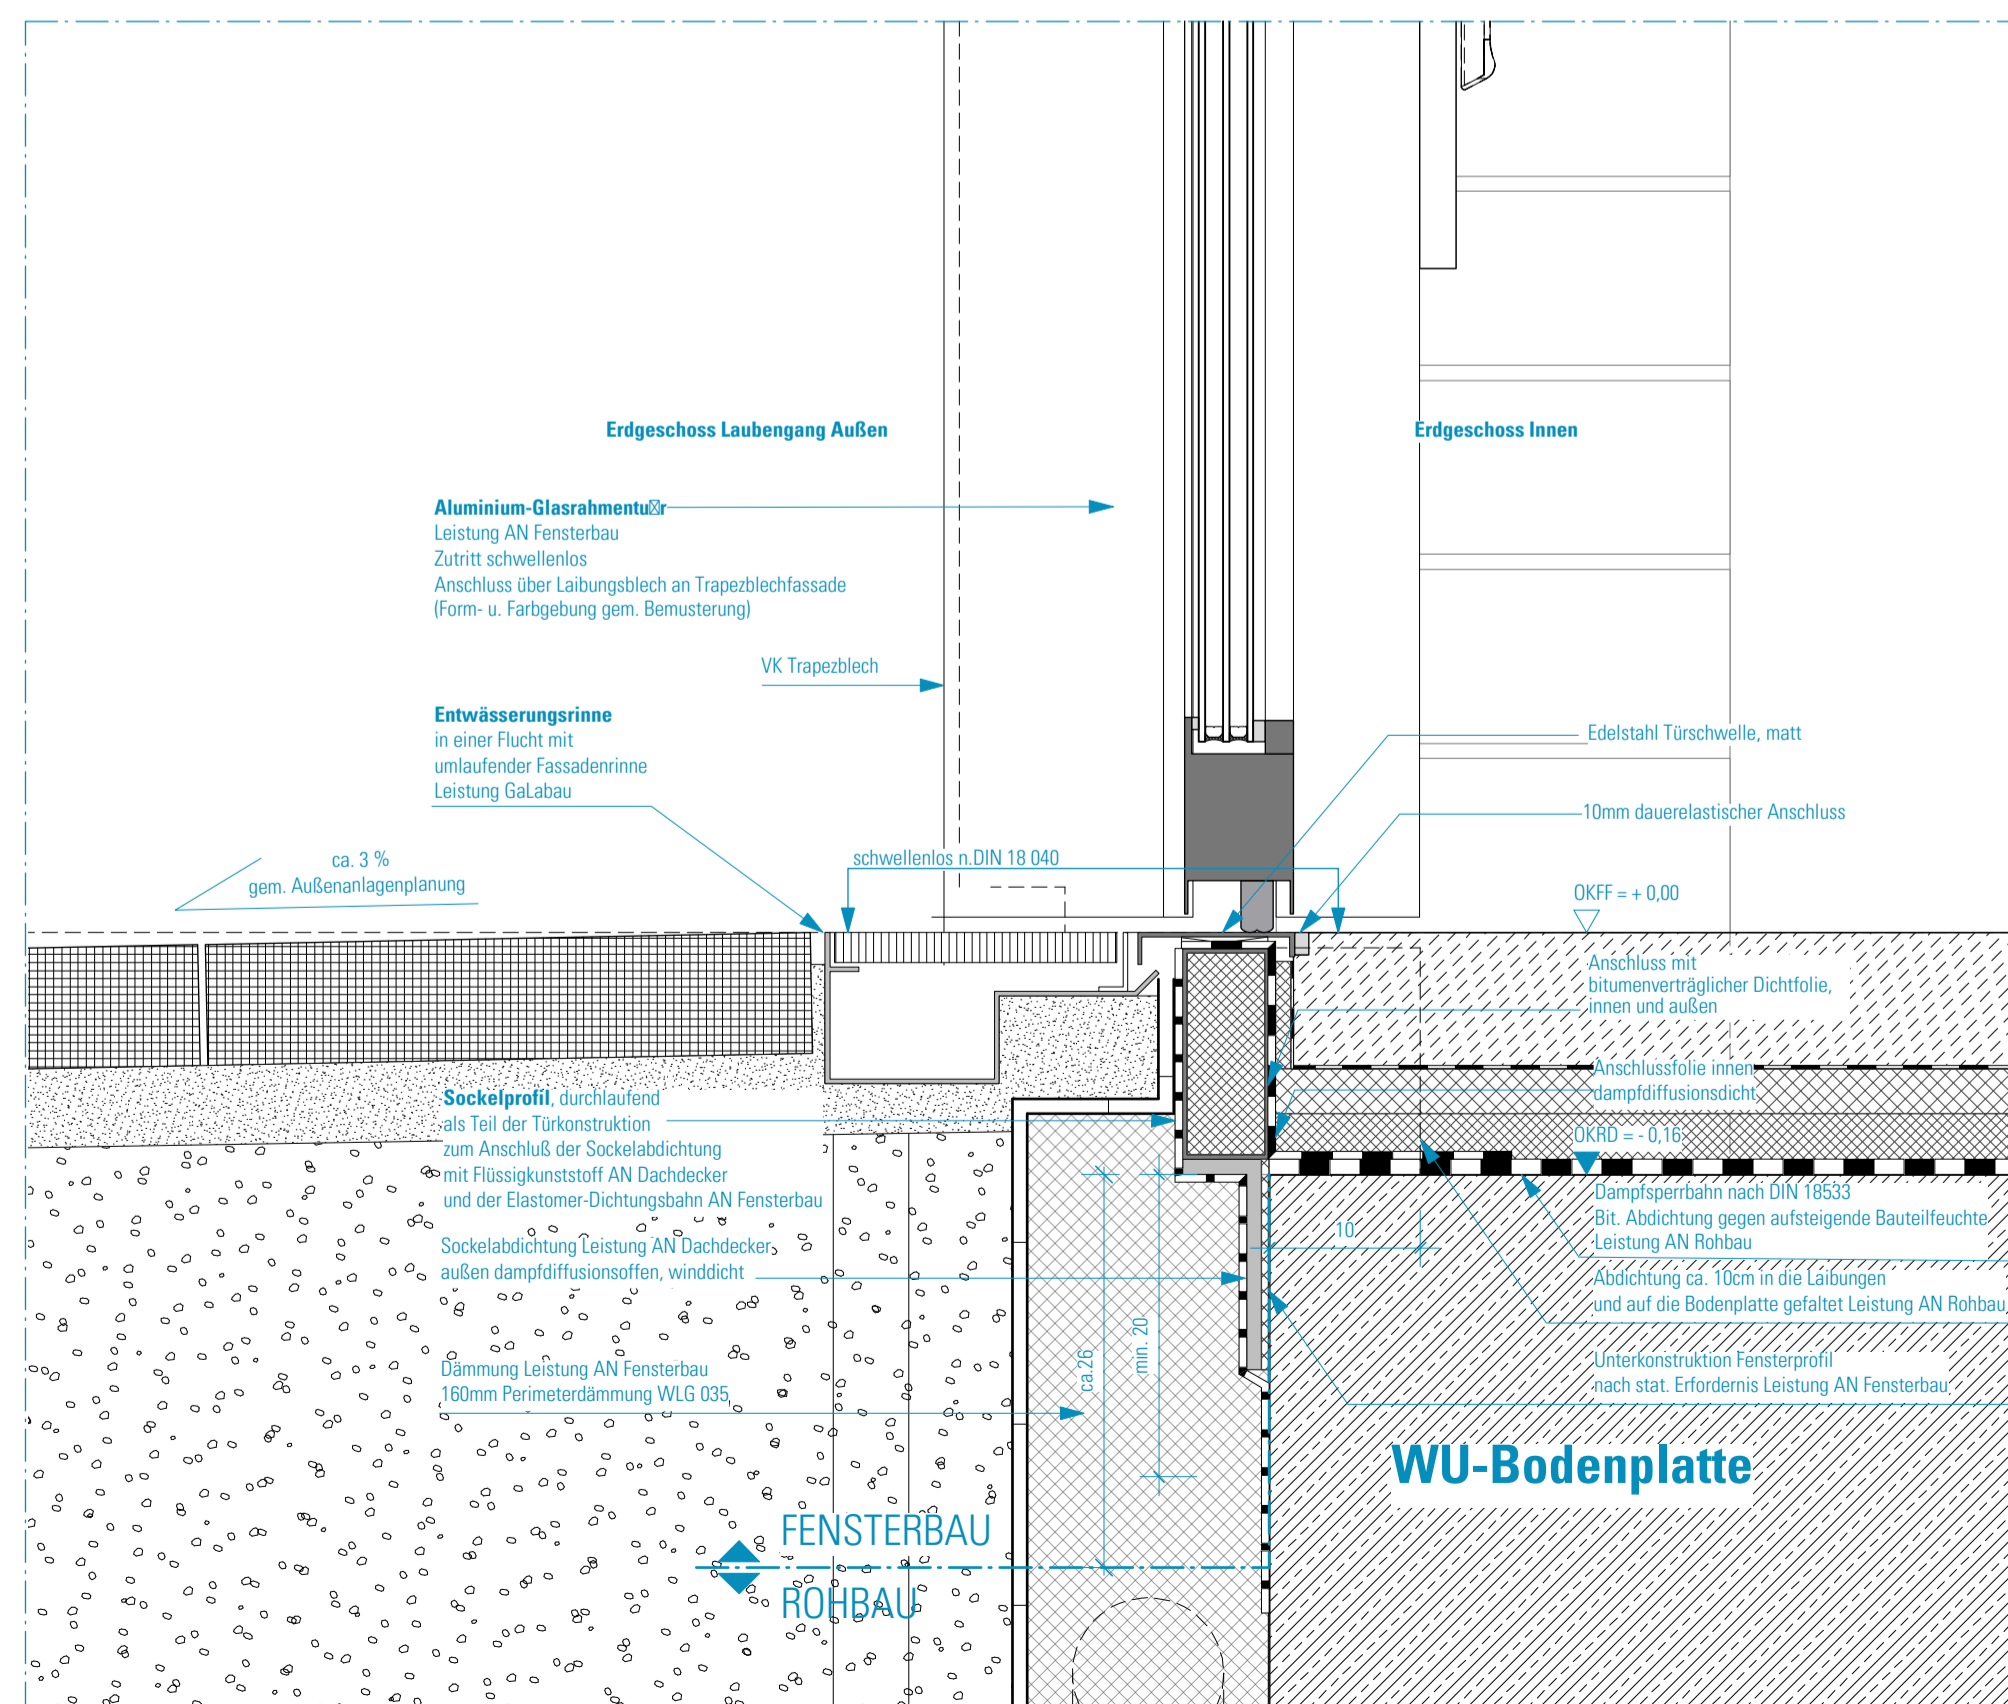 Erdgeschoss Laubengang Außen
Erdgeschoss Innen
Aluminium-Glasrahmentu☒r
Leistung AN Fensterbau
Zutritt schwellenlos
Anschluss über Laibungsblech an Trapezblechfassade
(Form- u. Farbgebung gem. Bemusterung)
VK Trapezblech
Entwässerungsrinne
in einer Flucht mit
umlaufender Fassadenrinne
Leistung GaLabau
Edelstahl Türschwelle, matt
10mm dauerelastischer Anschluss
ca. 3 %
gem. Außenanlagenplanung
schwellenlos n.DIN 18 040
OKFF = + 0,00
Anschluss mit
bitumenverträglicher Dichtfolie,
innen und außen
Anschlussfolie innen
dampfdiffusionsdicht
OKRD = - 0,16
Sockelprofil, durchlaufend
als Teil der Türkonstruktion
zum Anschluß der Sockelabdichtung
mit Flüssigkunststoff AN Dachdecker
und der Elastomer-Dichtungsbahn AN Fensterbau
Dampfsperrbahn nach DIN 18533
Bit. Abdichtung gegen aufsteigende Bauteilfeuchte
Leistung AN Rohbau
10
Sockelabdichtung Leistung AN Dachdecker
außen dampfdiffusionsoffen, winddicht
Abdichtung ca. 10cm in die Laibungen
und auf die Bodenplatte gefaltet Leistung AN Rohbau
ca.26
min. 20
Dämmung Leistung AN Fensterbau
160mm Perimeterdämmung WLG 035
Unterkonstruktion Fensterprofil
nach stat. Erfordernis Leistung AN Fensterbau
WU-Bodenplatte
FENSTERBAU
ROHBAU